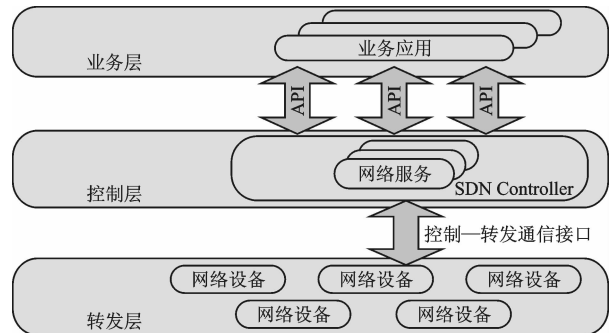 业务应用
业务层
API
API
API
网络服务
SDN Controller
控制层
控制—转发通信接口
网络设备
网络设备
网络设备
网络设备
网络设备
转发层